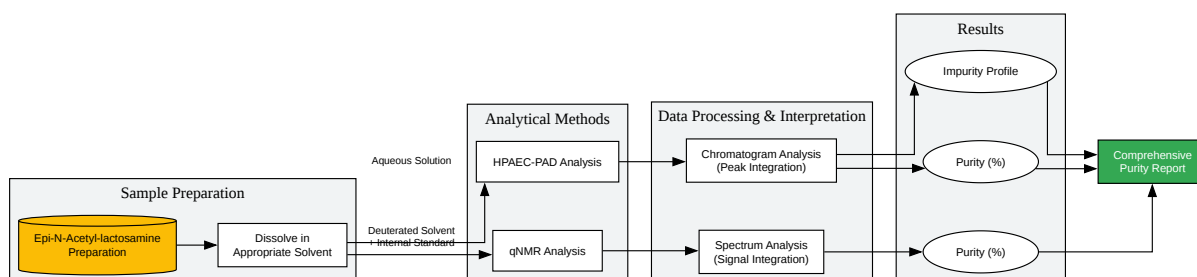 Sample Preparation
Epi-N-Acetyl-lactosamine
Preparation
Dissolve in
Appropriate Solvent
Aqueous Solution
Deuterated Solvent
+ Internal Standard
Analytical Methods
HPAEC-PAD Analysis
qNMR Analysis
Data Processing & Interpretation
Chromatogram Analysis
(Peak Integration)
Spectrum Analysis
(Signal Integration)
Results
Impurity Profile
Purity (%)
Purity (%)
Comprehensive
Purity Report